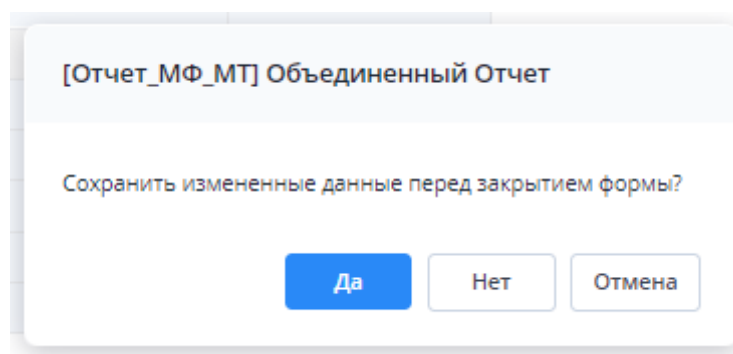 [Отчет_МФ_МТ] Объединенный Отчет
Сохранить измененные данные перед закрытием формы?
Да Нет Отмена